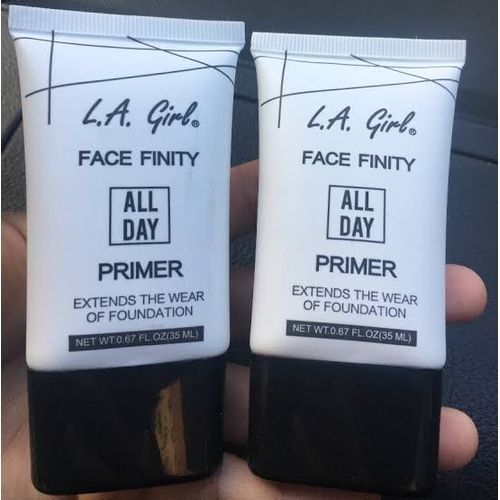 L.A. Girl®
FACE FINITY
ALL
DAY
PRIMER
EXTENDS THE WEAR
OF FOUNDATION
NET WT.0.67 FL.OZ(35 ML)
L.A. Girl®
FACE FINITY
ALL
DAY
PRIMER
EXTENDS THE WEAR
OF FOUNDATION
NET WT.0.67 FL.OZ(35 ML)